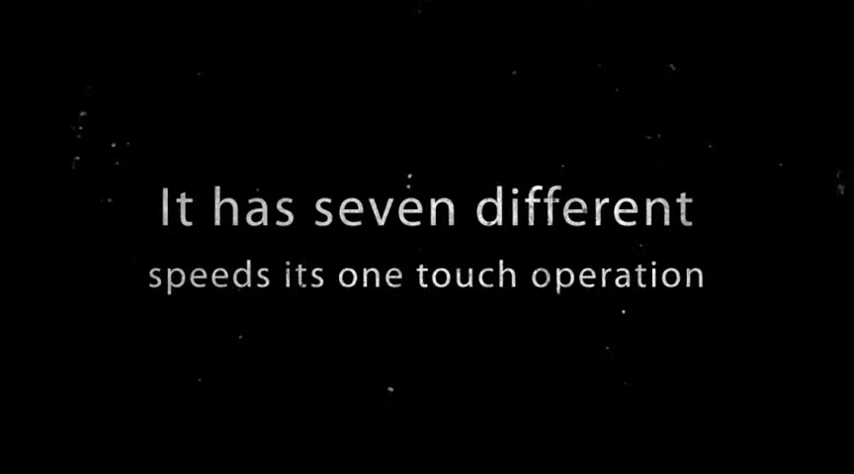 It has seven different
speeds its one touch operation